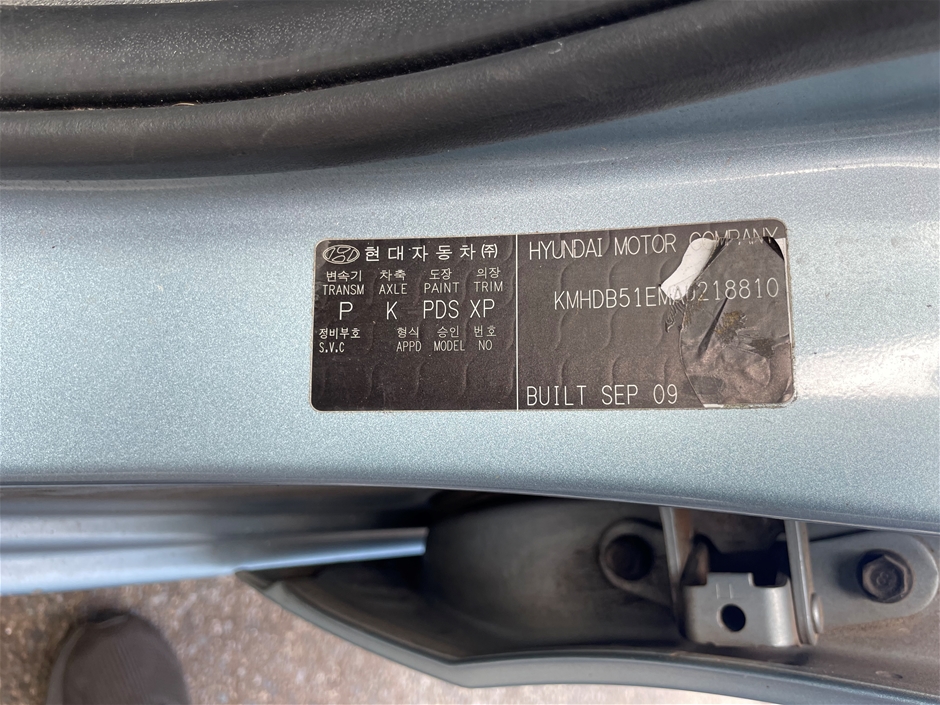 현대자동차㈜
변속기 차축 도장 의장
TRANSM AXLE PAINT TRIM
P K PDS XP
정비부호 형식 승인 번호
S.V.C APPD MODEL NO
HYUNDAI MOTOR COMPANY
BUILT SEP 09